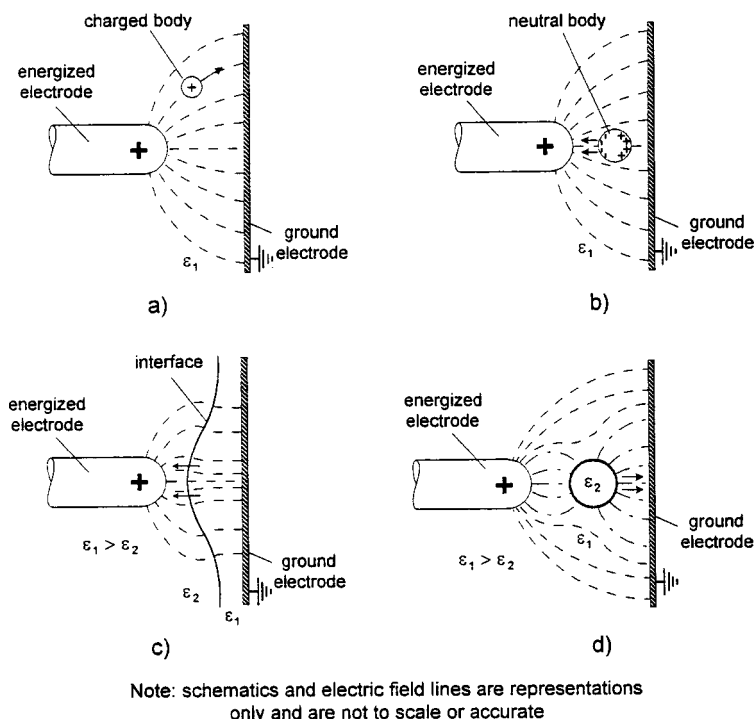 charged body
energized
electrode
+
+
ε1
ground
electrode
a)
neutral
body
energized
electrode
+
ε1
ground
electrode
b)
interface
energized
electrode
+
ε1 > ε2
ε2
ε1
ground
electrode
c)
energized
electrode
+
ε2
ε1
ε1 > ε2
ground
electrode
d)
Note: schematics and electric field lines are representations
only and are not to scale or accurate